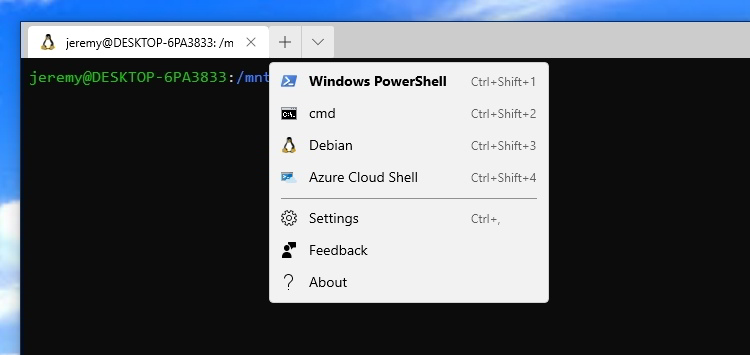 jeremy@DESKTOP-6PA3833: /m
jeremy@DESKTOP-6PA3833:/mnt
Windows PowerShell Ctrl+Shift+1
cmd Ctrl+Shift+2
Debian Ctrl+Shift+3
Azure Cloud Shell Ctrl+Shift+4
Settings Ctrl+,
Feedback
About